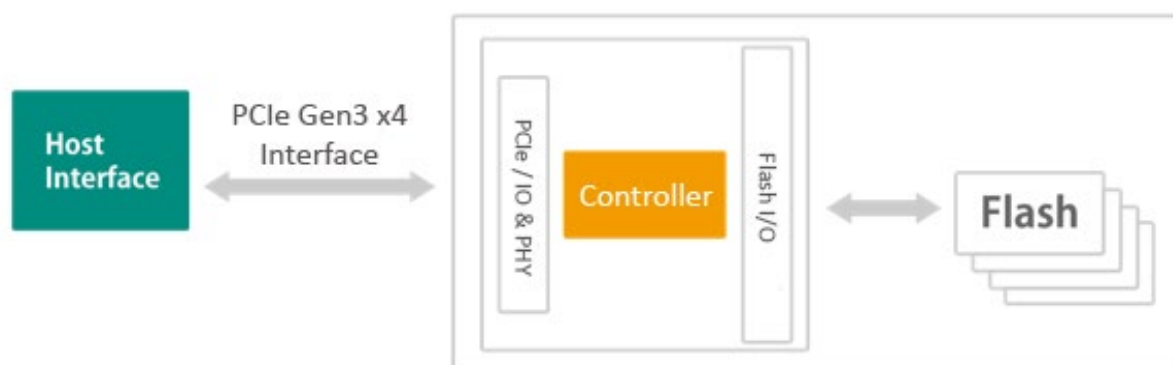 Host
Interface
PCIe Gen3 x4
Interface
PCIe / IO & PHY
Controller
Flash I/O
Flash